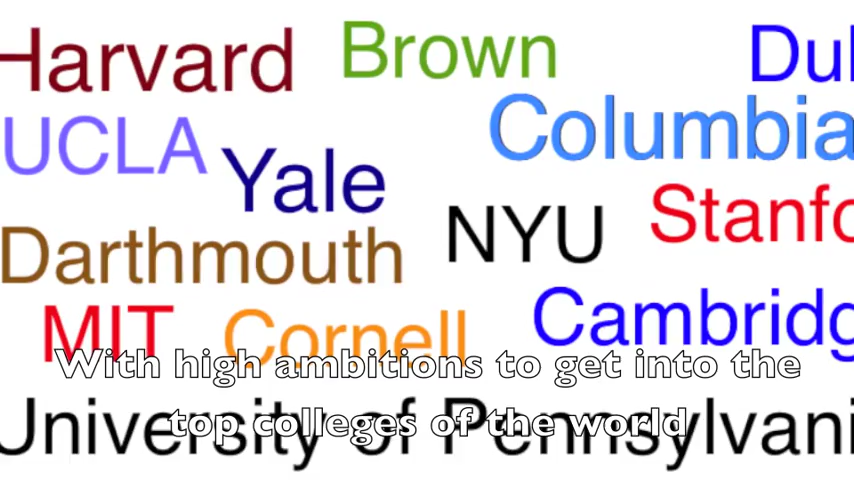 Harvard
Brown
Du
UCLA
Columbia
Yale
NYU
Stanfo
Darthmouth
MIT
Cornell
Cambridg
With high ambitions to get into the
University of Pennsylvani
top colleges of the world